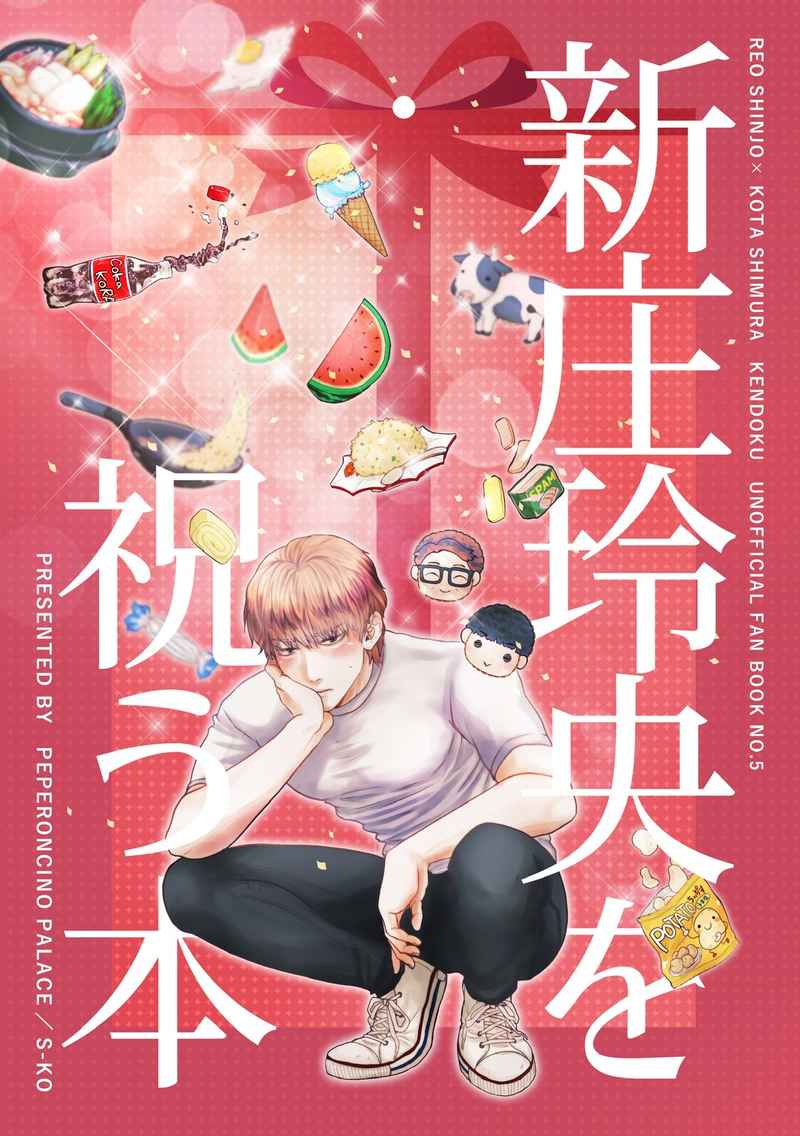 新庄玲央を
祝う本
REO SHINJO × KOTA SHIMURA KENDOKU UNOFFICIAL FAN BOOK NO.5
PRESENTED BY PEPERONCINO PALACE / S-KO
Coka
KORA
SPAM
POTATO